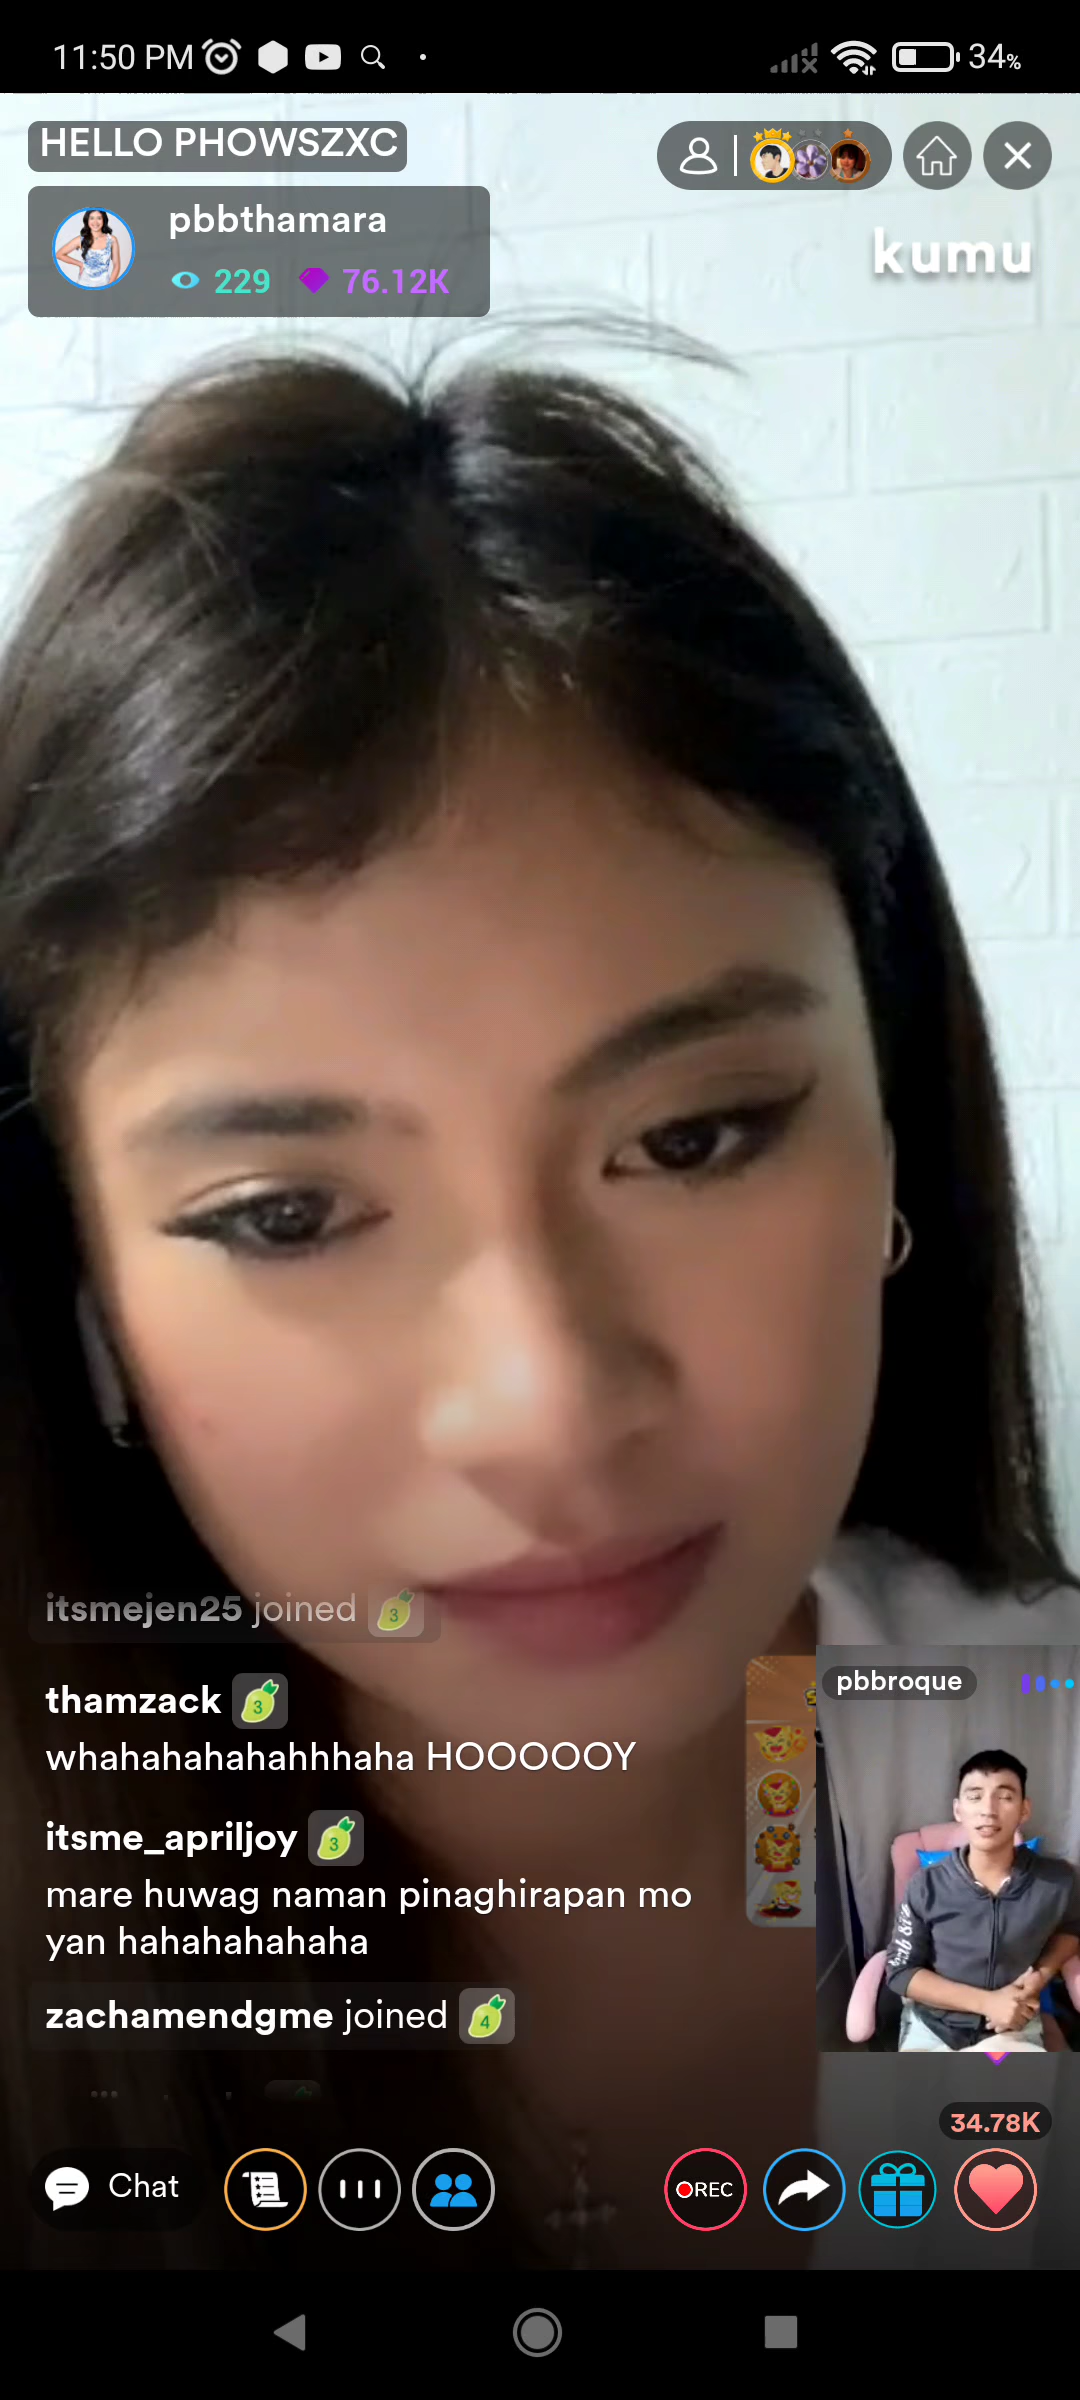 11:50 PM
34%
HELLO PHOWSZXC
pbbthamara
229 76.12K
kumu
itsmejen25 joined 3
thamzack 3
whahahahahahhhaha HOOOOOY
itsme_apriljoy 3
mare huwag naman pinaghirapan mo
yan hahahahahaha
zachamendgme joined 4
pbbroque
34.78K
Chat
REC